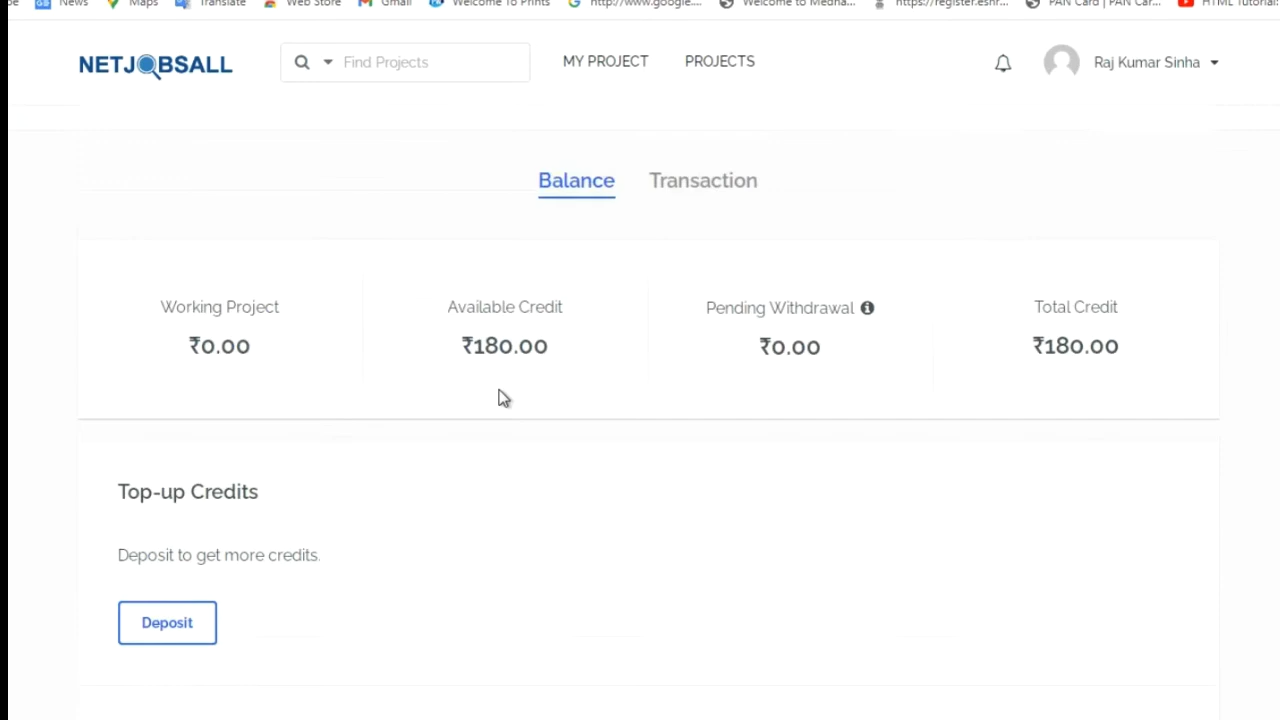 News Maps Translate Web Store Gmail Welcome To Prints http://www.google.... Welcome to Medha... https://register.eshr... PAN Card | PAN Car... HTML Tutorial:
NETJOBSALL Find Projects MY PROJECT PROJECTS Raj Kumar Sinha
Balance Transaction
Working Project Available Credit Pending Withdrawal Total Credit
₹0.00 ₹180.00 ₹0.00 ₹180.00
Top-up Credits
Deposit to get more credits.
Deposit